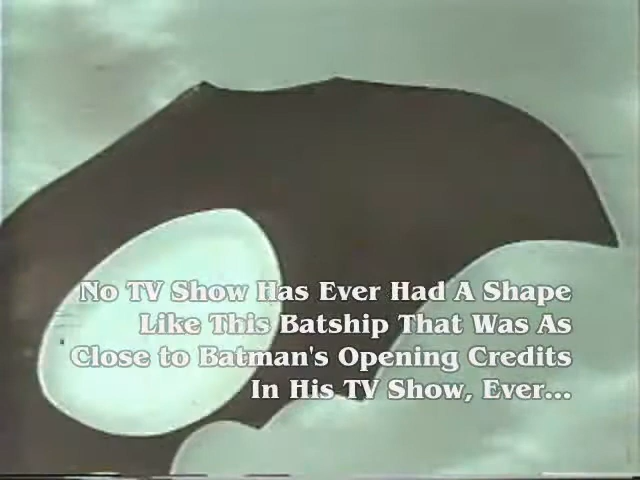 No TV Show Has Ever Had A Shape
Like This Batship That Was As
Close to Batman's Opening Credits
In His TV Show, Ever...